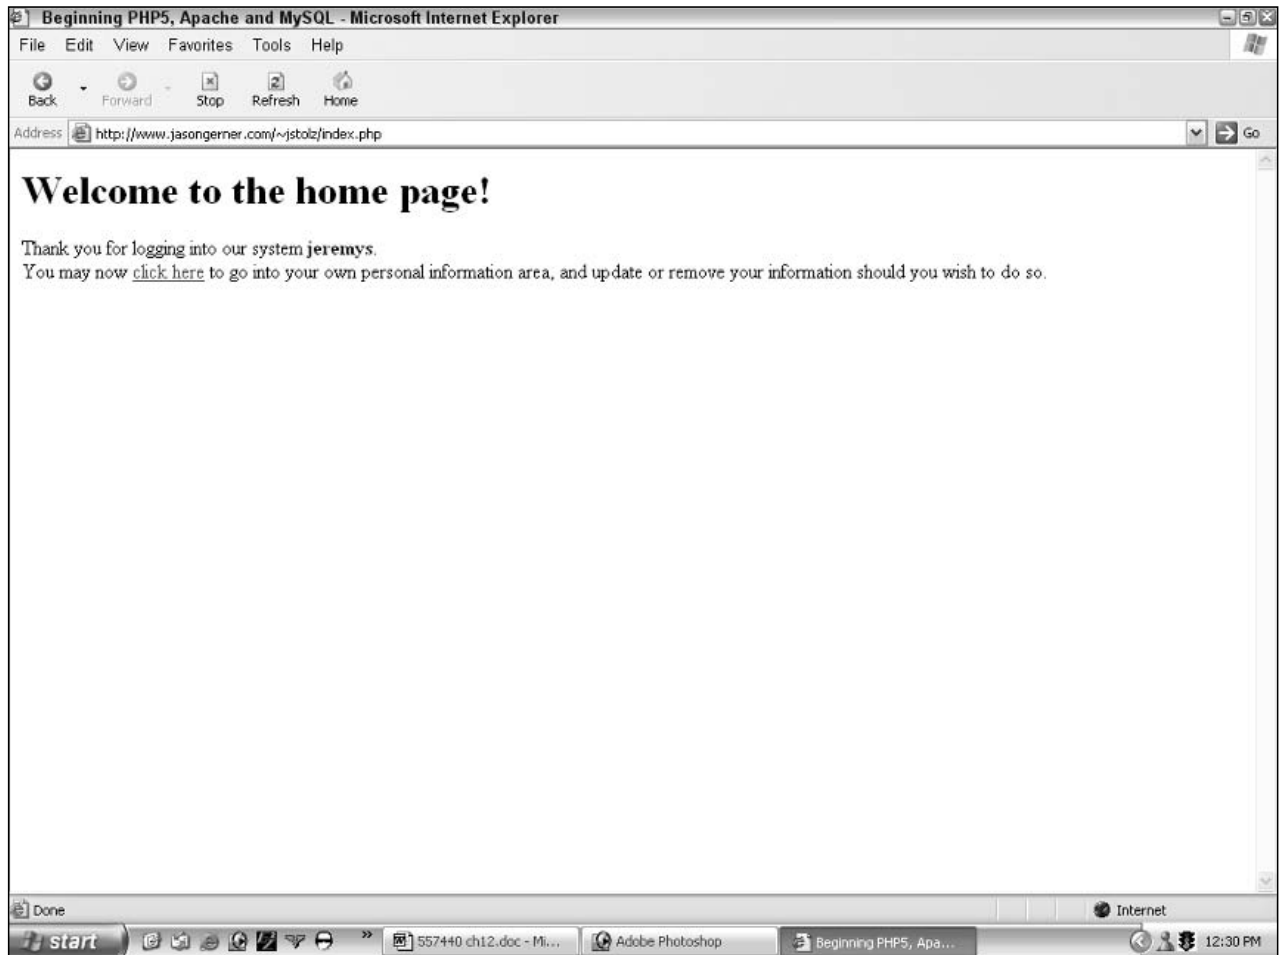 Beginning PHP5, Apache and MySQL - Microsoft Internet Explorer
File Edit View Favorites Tools Help
Back Forward Stop Refresh Home
Address http://www.jasongerner.com/~jstolz/index.php Go
Welcome to the home page!
Thank you for logging into our system jeremys.
You may now click here to go into your own personal information area, and update or remove your information should you wish to do so.
Done Internet
start » 557440 ch12.doc - Mi... Adobe Photoshop Beginning PHP5, Apa... 12:30 PM